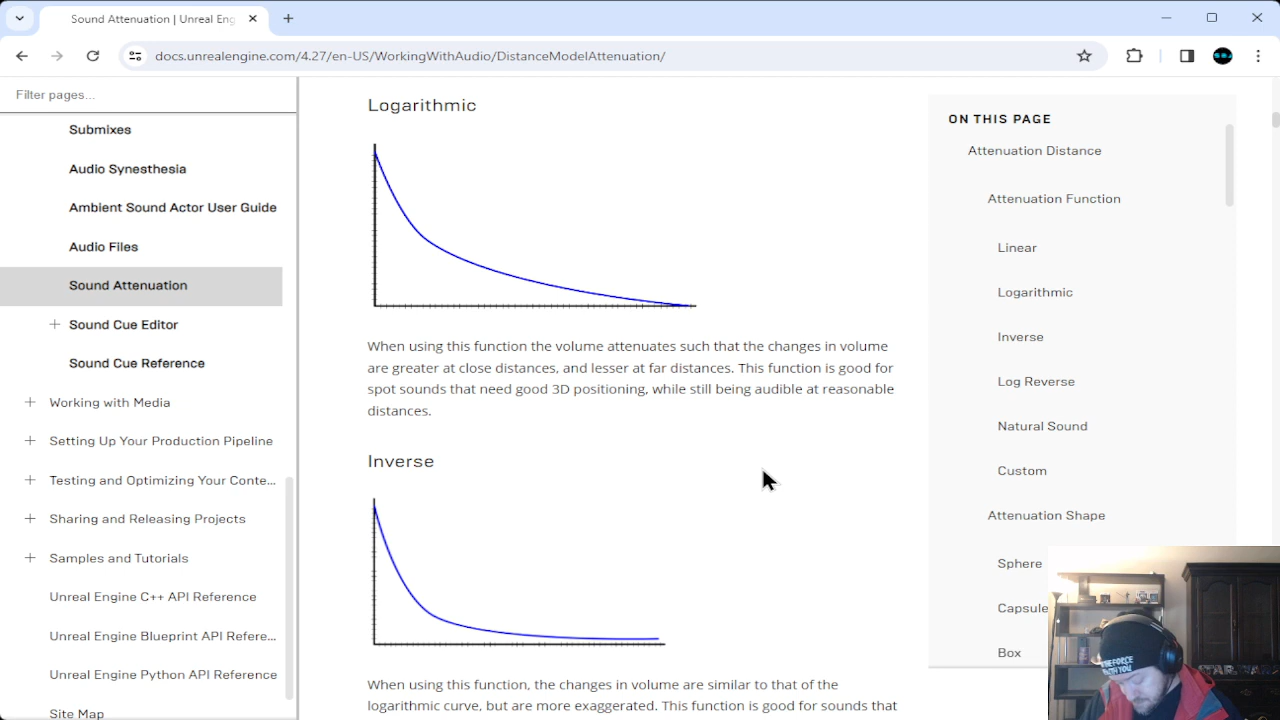 Sound Attenuation | Unreal Eng
docs.unrealengine.com/4.27/en-US/WorkingWithAudio/DistanceModelAttenuation/
Filter pages...
Submixes
Audio Synesthesia
Ambient Sound Actor User Guide
Audio Files
Sound Attenuation
Sound Cue Editor
Sound Cue Reference
Working with Media
Setting Up Your Production Pipeline
Testing and Optimizing Your Conte...
Sharing and Releasing Projects
Samples and Tutorials
Unreal Engine C++ API Reference
Unreal Engine Blueprint API Refere...
Unreal Engine Python API Reference
Site Map
Logarithmic
When using this function the volume attenuates such that the changes in volume
are greater at close distances, and lesser at far distances. This function is good for
spot sounds that need good 3D positioning, while still being audible at reasonable
distances.
Inverse
When using this function, the changes in volume are similar to that of the
logarithmic curve, but are more exaggerated. This function is good for sounds that
ON THIS PAGE
Attenuation Distance
Attenuation Function
Linear
Logarithmic
Inverse
Log Reverse
Natural Sound
Custom
Attenuation Shape
Sphere
Capsule
Box
THE FORCE
WITH YOU
STAR WARS